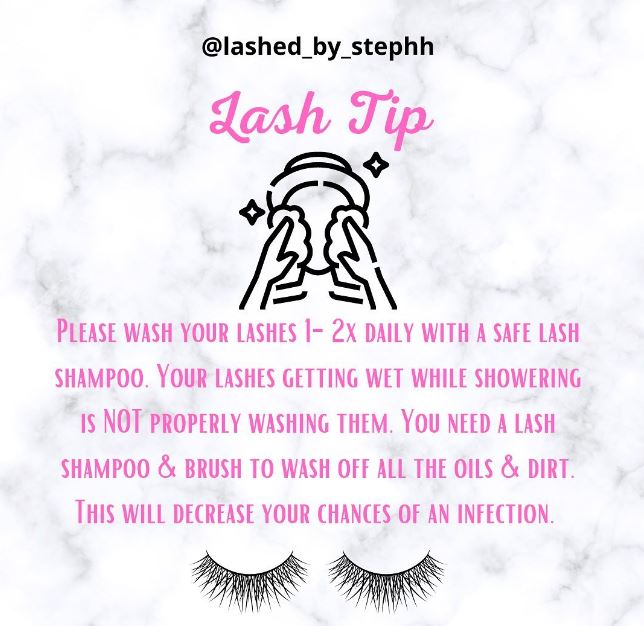 @lashed_by_stephh
Lash Tip
Please wash your lashes 1- 2x daily with a safe lash
shampoo. Your lashes getting wet while showering
is NOT properly washing them. You need a lash
shampoo & brush to wash off all the oils & dirt.
This will decrease your chances of an infection.